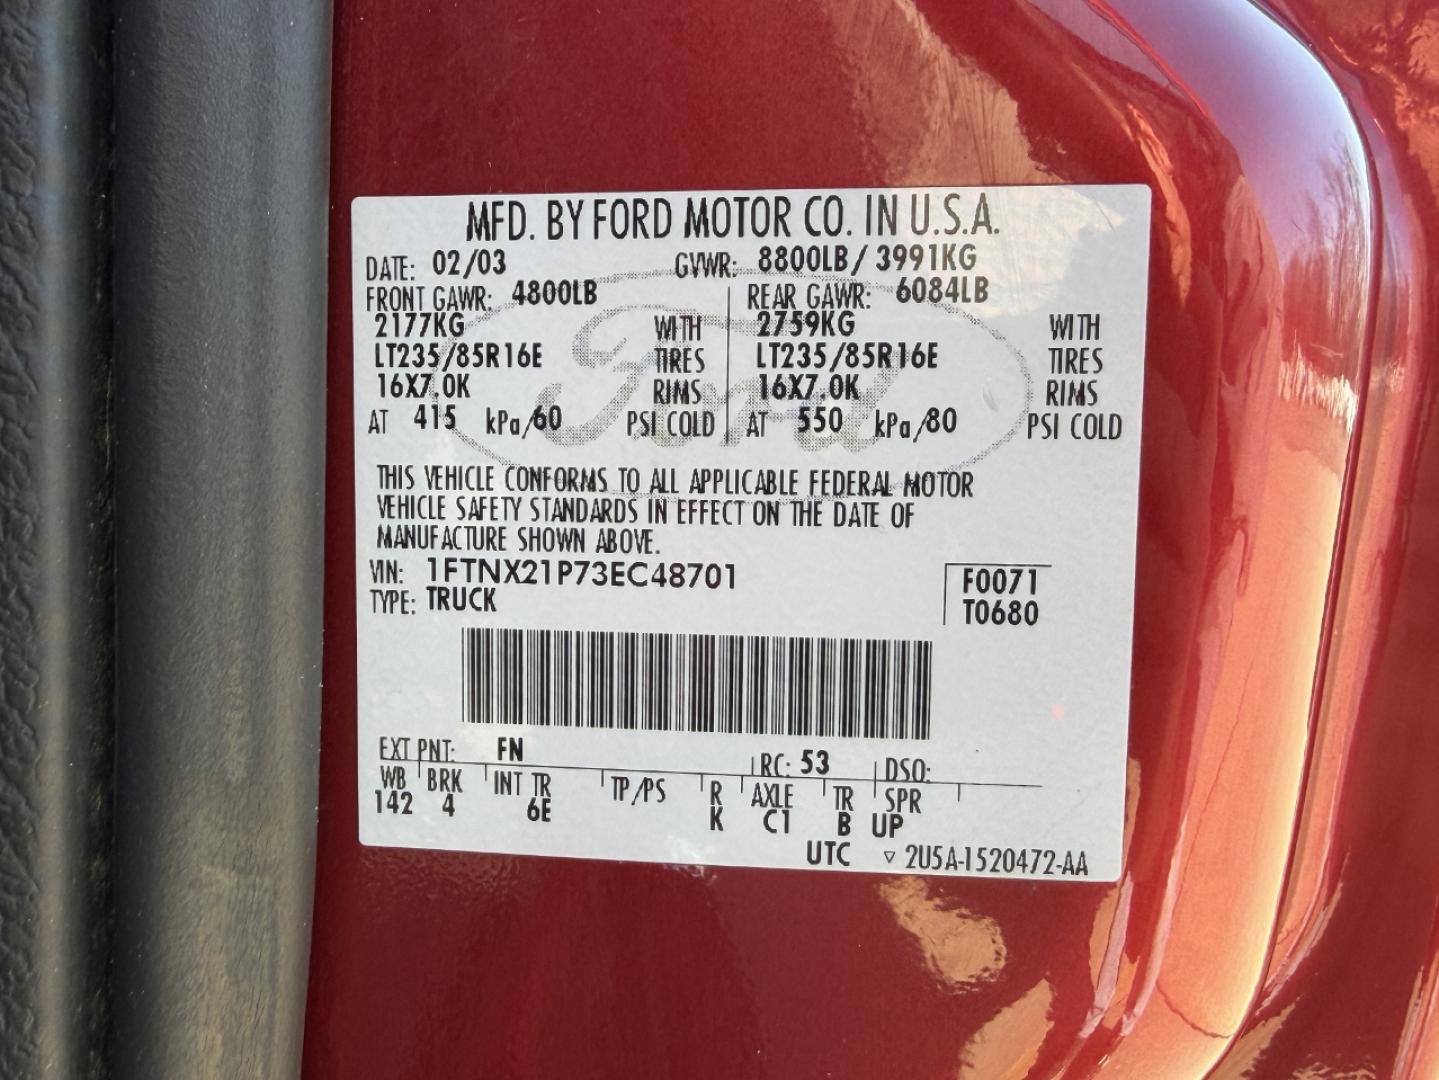 MFD. BY FORD MOTOR CO. IN U.S.A.
DATE: 02/03 GVWR: 8800LB/ 3991KG
FRONT GAWR: 4800LB REAR GAWR: 6084LB
2177KG WITH 2759KG WITH
LT235/85R16E TIRES LT235/85R16E TIRES
16X7.0K RIMS 16X7.0K RIMS
AT 415 kPa/60 PSI COLD AT 550 kPa/80 PSI COLD
Ford
THIS VEHICLE CONFORMS TO ALL APPLICABLE FEDERAL MOTOR
VEHICLE SAFETY STANDARDS IN EFFECT ON THE DATE OF
MANUFACTURE SHOWN ABOVE.
VIN: 1FTNX21P73EC48701 F0071
TYPE: TRUCK T0680
EXT PNT: FN RC: 53 DSO:
WB BRK INT TR TP/PS R AXLE TR SPR
142 4 6E K C1 B UP
UTC ▽ 2U5A-1520472-AA